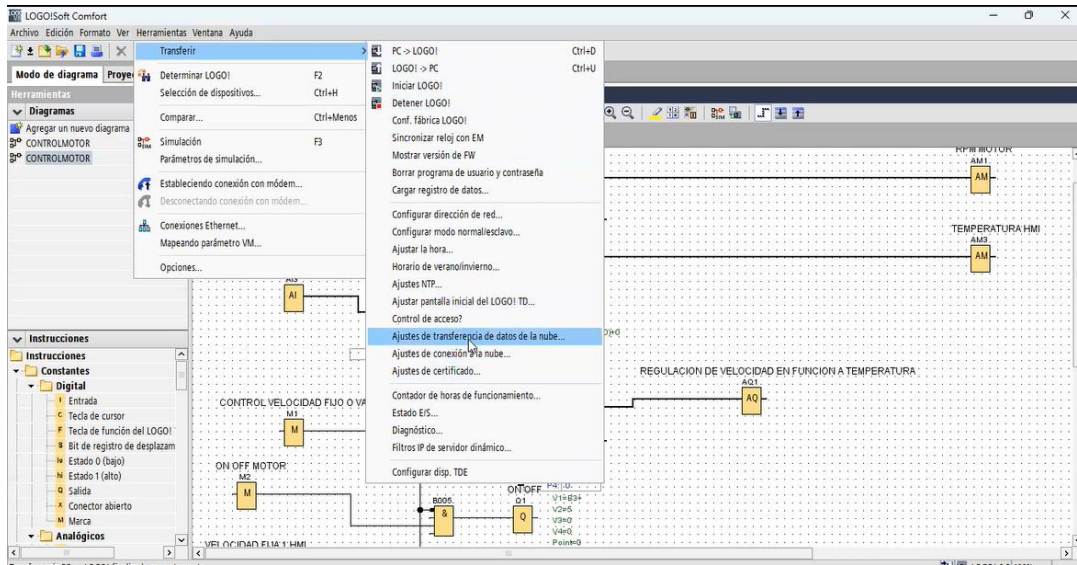 LOGO!Soft Comfort
Archivo Edición Formato Ver Herramientas Ventana Ayuda
Modo de diagrama
Herramientas
Diagramas
Agregar un nuevo diagrama
CONTROLMOTOR
CONTROLMOTOR
Transferir
Determinar LOGO! F2
Selección de dispositivos... Ctrl+H
Comparar... Ctrl+Menos
Simulación F3
Parámetros de simulación...
Estableciendo conexión con módem...
Desconectando conexión con módem...
Conexiones Ethernet...
Mapeando parámetro VM...
Opciones...
PC -> LOGO! Ctrl+D
LOGO! -> PC Ctrl+U
Iniciar LOGO!
Detener LOGO!
Conf. fábrica LOGO!
Sincronizar reloj con EM
Mostrar versión de FW
Borrar programa de usuario y contraseña
Cargar registro de datos...
Configurar dirección de red...
Configurar modo normal/esclavo...
Ajustar la hora...
Horario de verano/invierno...
Ajustes NTP...
Ajustar pantalla inicial del LOGO! TD...
Control de acceso?
Ajustes de transferencia de datos de la nube...
Ajustes de conexión a la nube...
Ajustes de certificado...
Contador de horas de funcionamiento...
Estado E/S...
Diagnóstico...
Filtros IP de servidor dinámico...
Configurar disp. TDE
RPM MOTOR
AM1
AM
TEMPERATURA HMI
AM3
AM
AI3
AI
REGULACION DE VELOCIDAD EN FUNCION A TEMPERATURA
AQ1
AQ
CONTROL VELOCIDAD FIJO O
M1
M
ON OFF MOTOR
M2
M
B005
&
ON OFF
Q1
Q
V1=B3+
V2=5
V3=0
V4=0
Point=0
VELOCIDAD FIJA 1 HMI
Instrucciones
Instrucciones
Constantes
Digital
I Entrada
C Tecla de cursor
F Tecla de función del LOGO!
S Bit de registro de desplazam
lo Estado 0 (bajo)
hi Estado 1 (alto)
Q Salida
X Conector abierto
M Marca
Analógicos